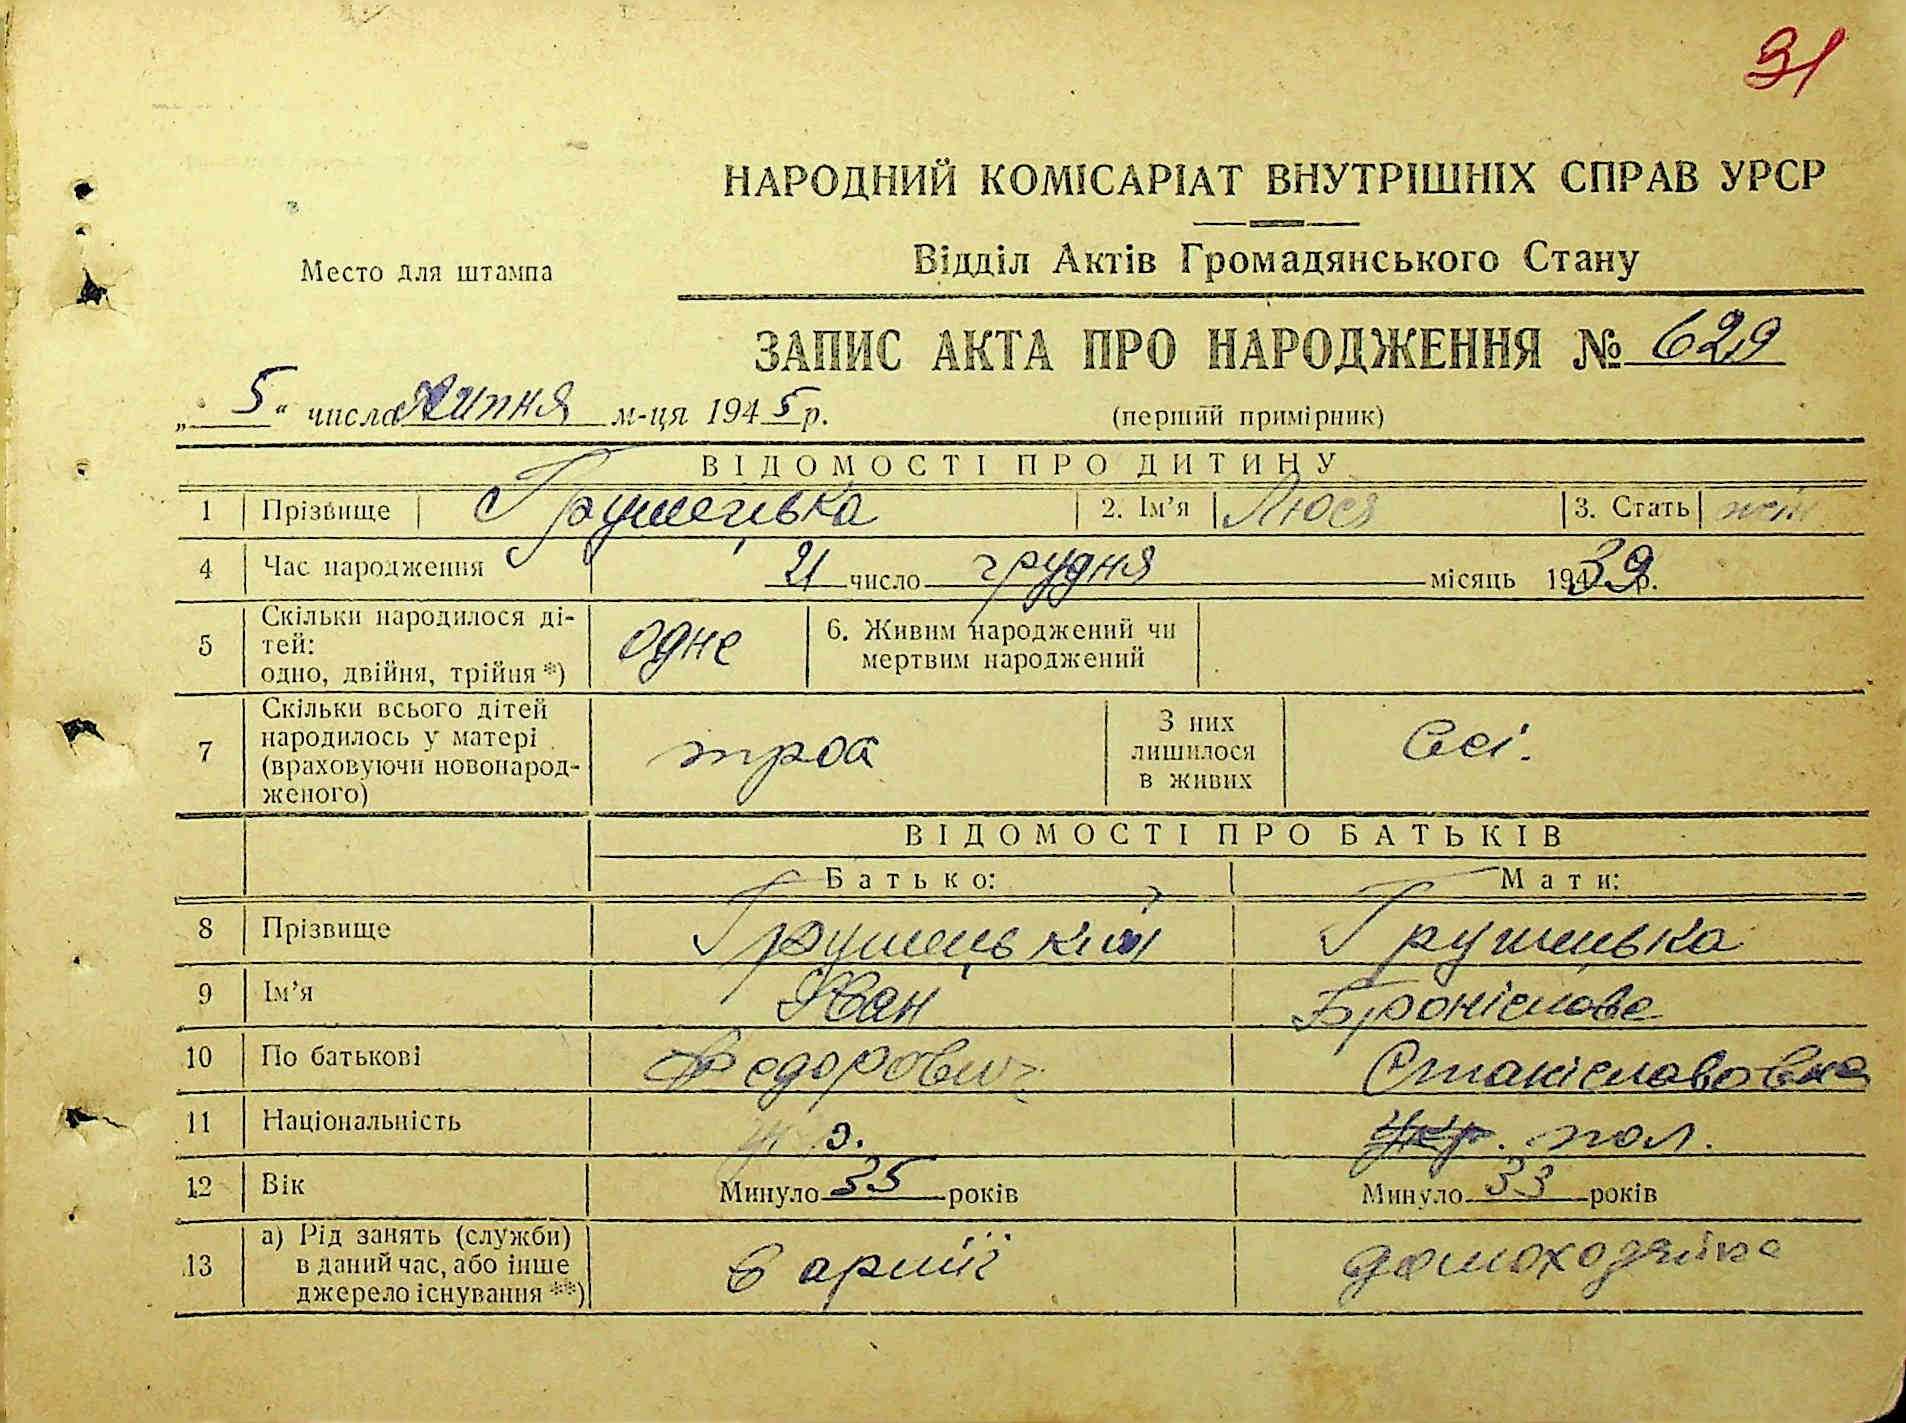 31
НАРОДНИЙ КОМІСАРІАТ ВНУТРІШНІХ СПРАВ УРСР
Место для штампа
Відділ Актів Громадянського Стану
ЗАПИС АКТА ПРО НАРОДЖЕННЯ № 629
„ 5 “ числа липня м-ця 1945 р.
(перший примірник)
ВІДОМОСТІ ПРО ДИТИНУ
1 Прізвище Грушецька 2. Ім’я Люся 3. Стать жін
4 Час народження 21 число грудня місяць 1939 р.
5 Скільки народилося ді-
тей:
одно, двійня, трійня *) одне 6. Живим народжений чи
мертвим народжений
7 Скільки всього дітей
народилось у матері
(враховуючи новонарод-
женого) троє З них
лишилося
в живих Всі.
ВІДОМОСТІ ПРО БАТЬКІВ
Батько: Мати:
8 Прізвище Грушецький Грушецька
9 Ім’я Іван Броніслава
10 По батькові Федорович Станіславовна
11 Національність укр. пол.
12 Вік Минуло 35 років Минуло 33 років
13 а) Рід занять (служби)
в даний час, або інше
джерело існування **) в армії домохозяйка